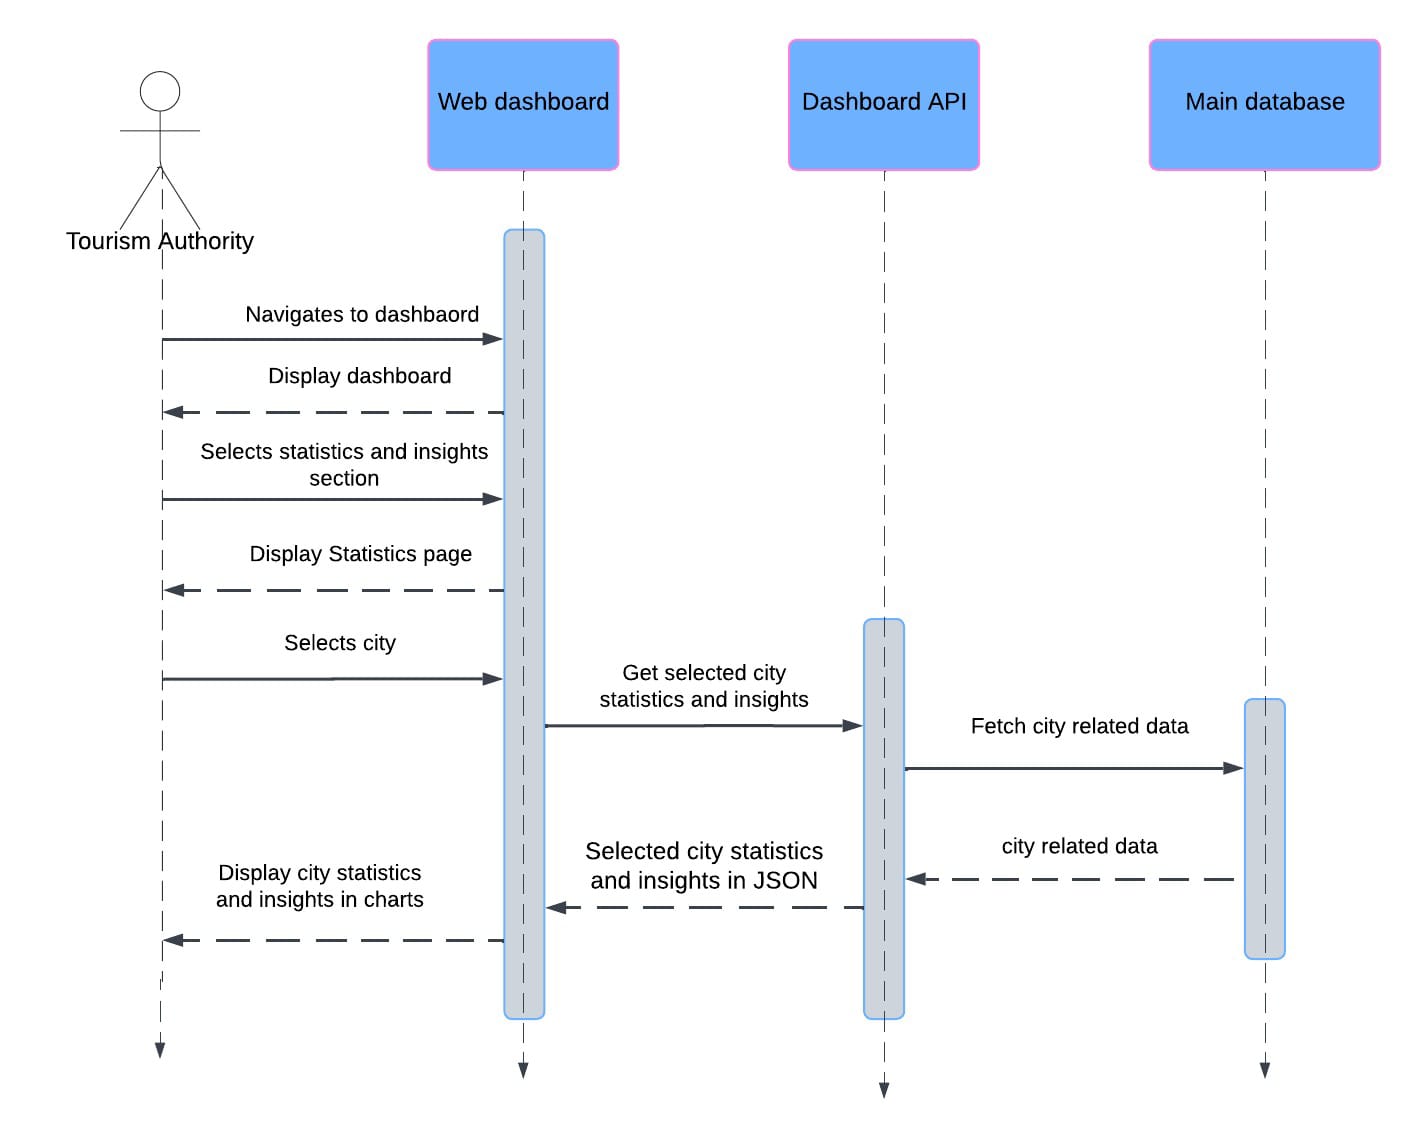 Web dashboard
Dashboard API
Main database
Tourism Authority
Navigates to dashbaord
Display dashboard
Selects statistics and insights
section
Display Statistics page
Selects city
Get selected city
statistics and insights
Fetch city related data
city related data
Selected city statistics
and insights in JSON
Display city statistics
and insights in charts